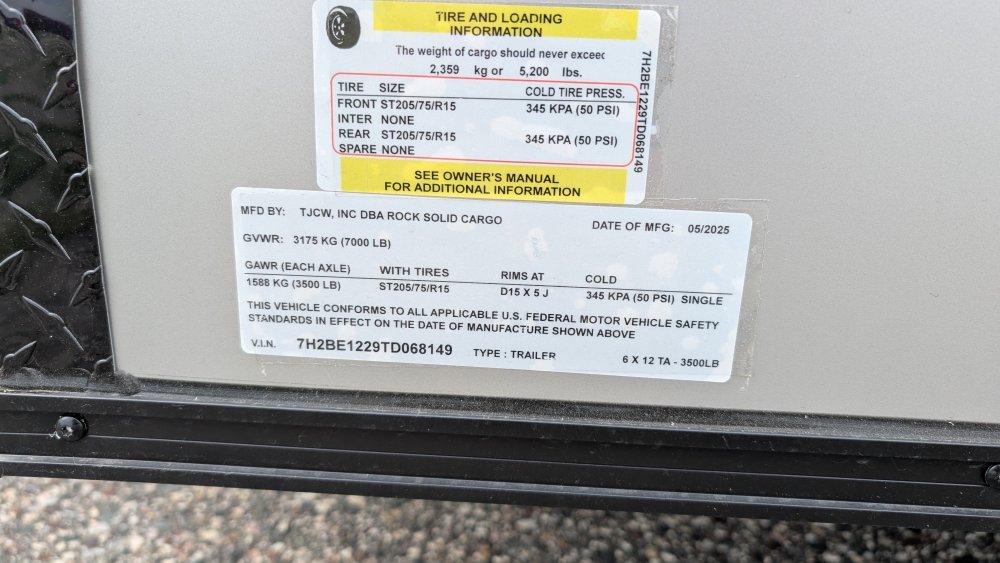 TIRE AND LOADING
INFORMATION
The weight of cargo should never exceed
2,359 kg or 5,200 lbs.
TIRE SIZE COLD TIRE PRESS.
FRONT ST205/75/R15 345 KPA (50 PSI)
INTER NONE
REAR ST205/75/R15 345 KPA (50 PSI)
SPARE NONE
SEE OWNER'S MANUAL
FOR ADDITIONAL INFORMATION
7H2BE1229TD068149
MFD BY: TJCW, INC DBA ROCK SOLID CARGO DATE OF MFG: 05/2025
GVWR: 3175 KG (7000 LB)
GAWR (EACH AXLE) WITH TIRES RIMS AT COLD
1588 KG (3500 LB) ST205/75/R15 D15 X 5 J 345 KPA (50 PSI) SINGLE
THIS VEHICLE CONFORMS TO ALL APPLICABLE U.S. FEDERAL MOTOR VEHICLE SAFETY
STANDARDS IN EFFECT ON THE DATE OF MANUFACTURE SHOWN ABOVE
V.I.N. 7H2BE1229TD068149 TYPE : TRAILER 6 X 12 TA - 3500LB